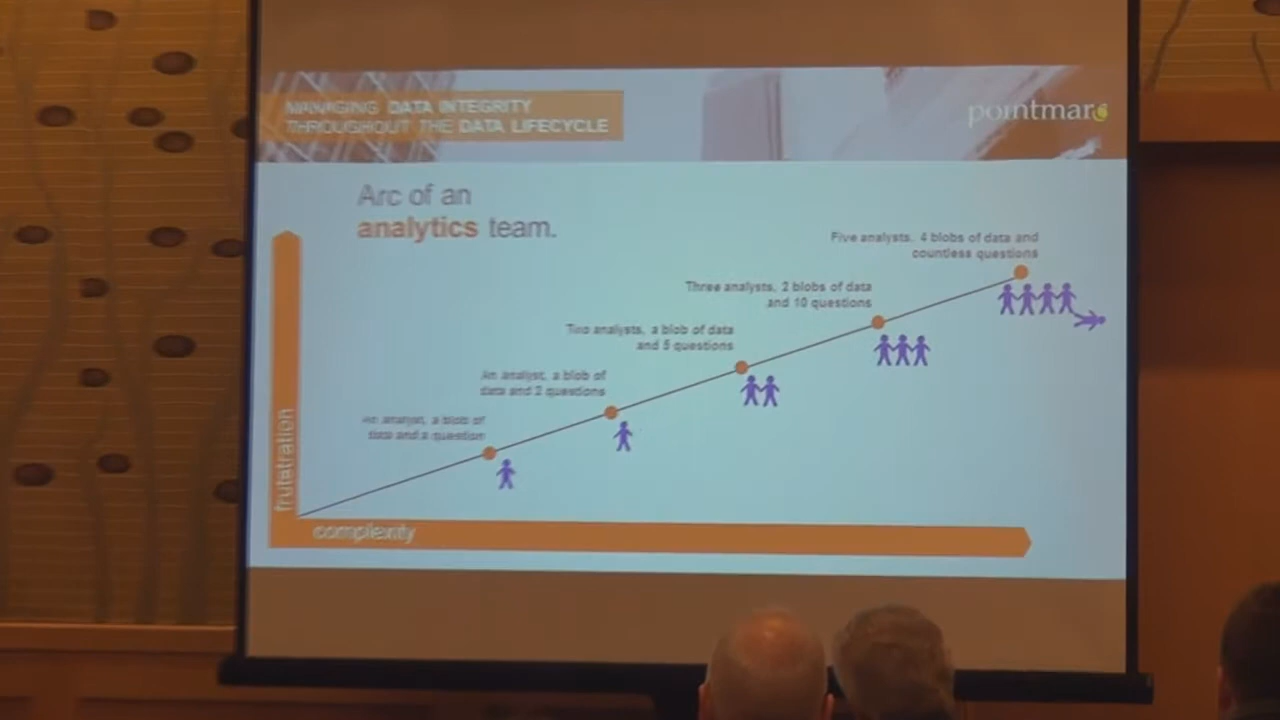 MANAGING DATA INTEGRITY
THROUGHOUT THE DATA LIFECYCLE
pointmarc
Arc of an
analytics team.
Five analysts, 4 blobs of data and
countless questions
Three analysts, 2 blobs of data
and 10 questions
Two analysts, a blob of data
and 5 questions
An analyst, a blob of
data and 2 questions
An analyst, a blob of
data and a question
frutstration
complexity